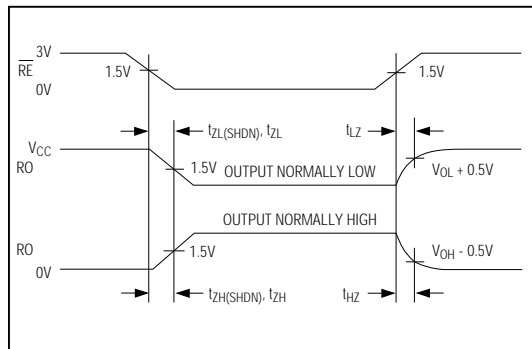 3V
RE
1.5V
1.5V
0V
tZL(SHDN), tZL
tLZ
VCC
RO
1.5V
OUTPUT NORMALLY LOW
VOL + 0.5V
OUTPUT NORMALLY HIGH
RO
1.5V
VOH - 0.5V
0V
tZH(SHDN), tZH
tHZ